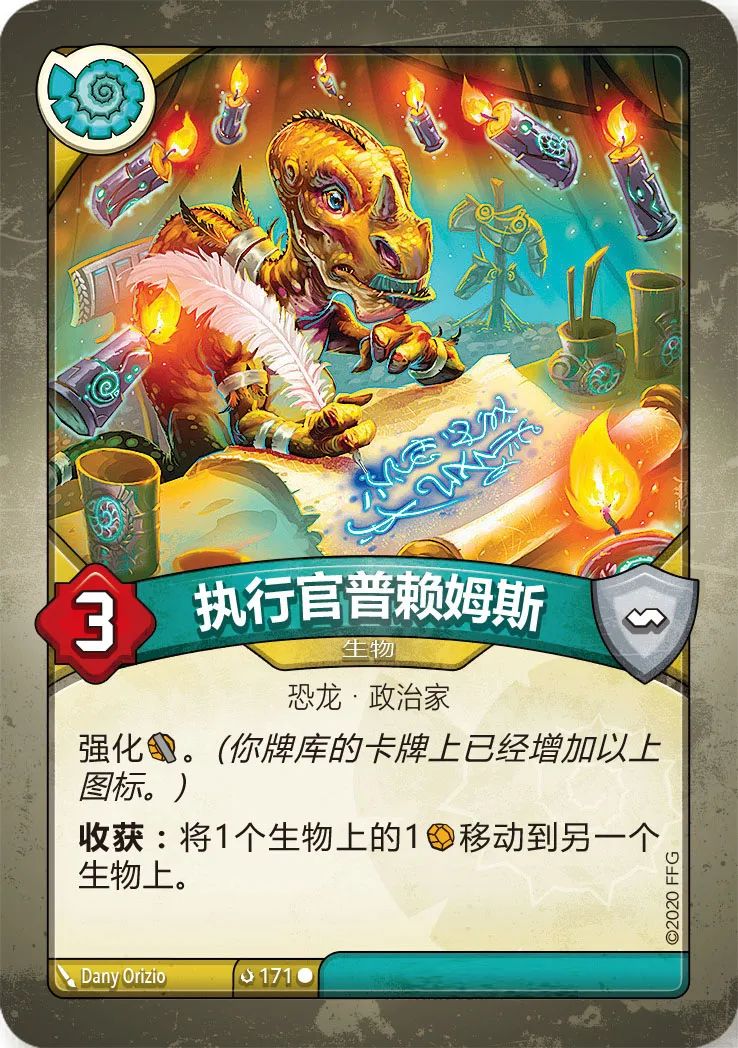 执行官普赖姆斯
3
生物
恐龙·政治家
强化。(你牌库的卡牌上已经增加以上
图标。)
收获：将1个生物上的1移动到另一个
生物上。
©2020 FFG
Dany Orizio
171